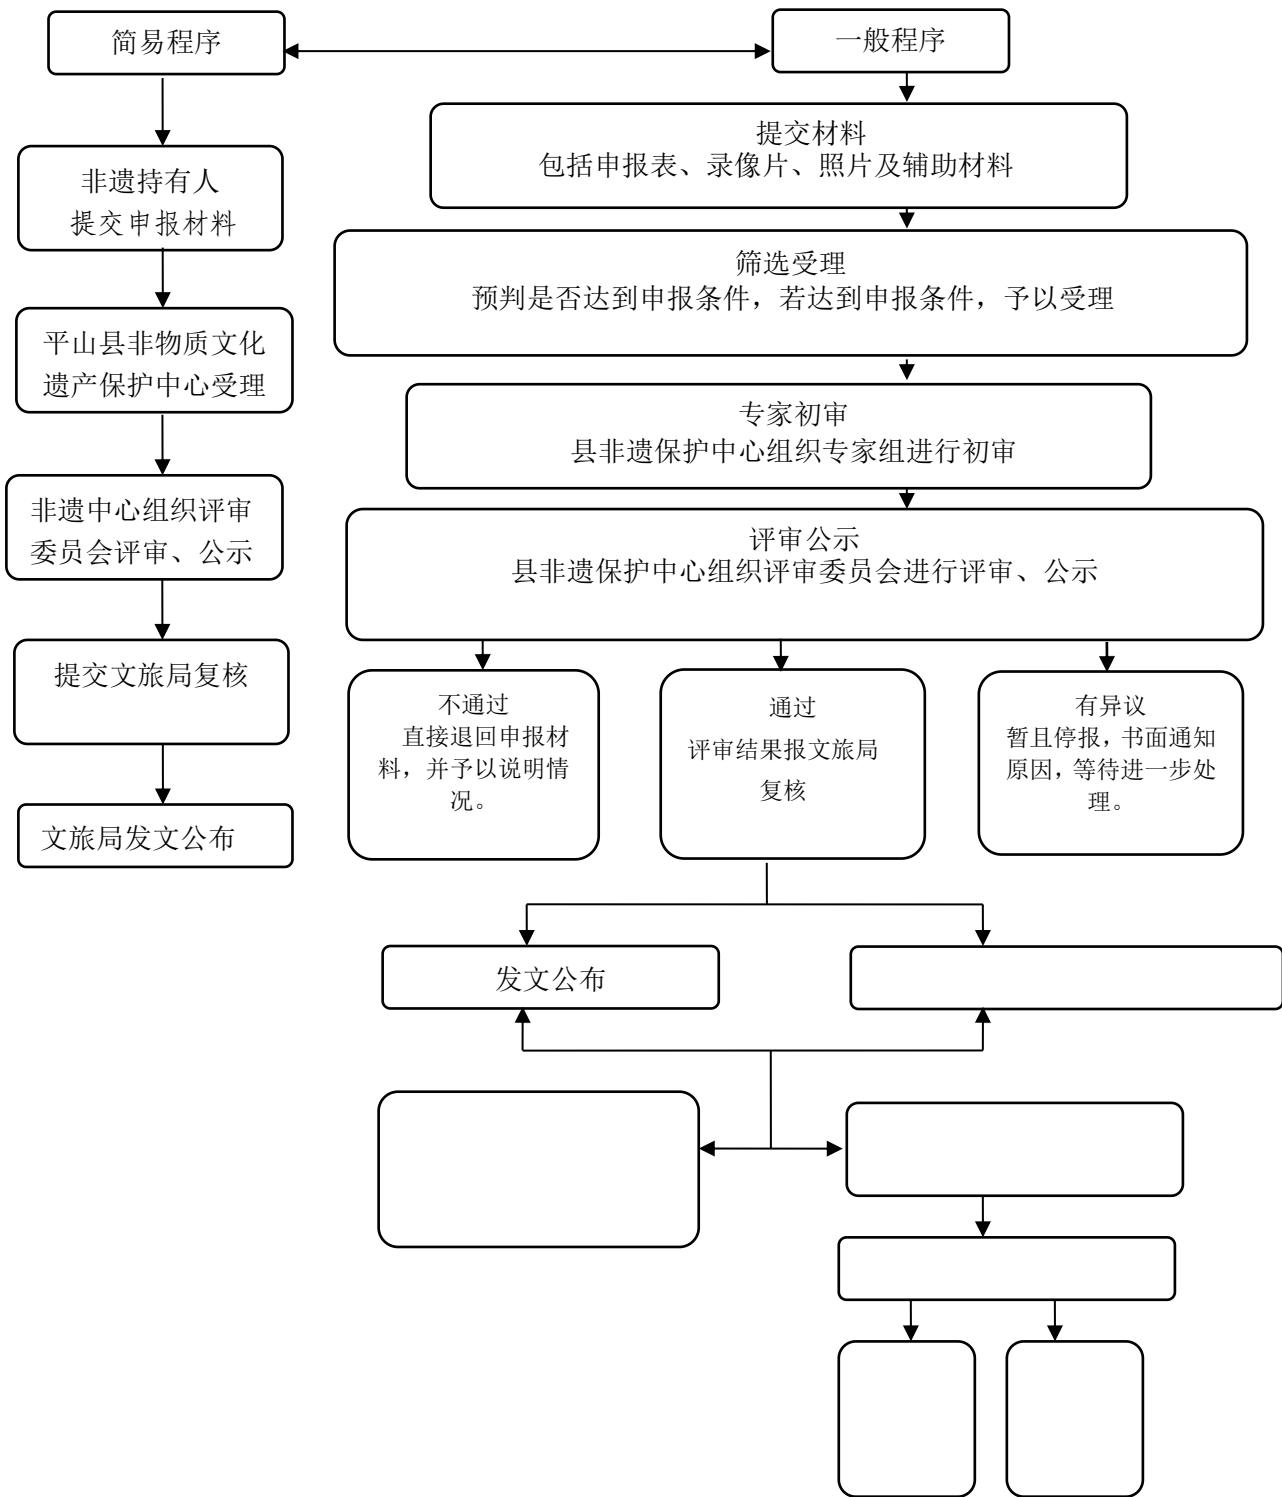 简易程序
非遗持有人
提交申报材料
平山县非物质文化
遗产保护中心受理
非遗中心组织评审
委员会评审、公示
提交文旅局复核
文旅局发文公布
一般程序
提交材料
包括申报表、录像片、照片及辅助材料
筛选受理
预判是否达到申报条件，若达到申报条件，予以受理
专家初审
县非遗保护中心组织专家组进行初审
评审公示
县非遗保护中心组织评审委员会进行评审、公示
不通过
直接退回申报材
料，并予以说明情
况。
通过
评审结果报文旅局
复核
有异议
暂且停报，书面通知
原因，等待进一步处
理。
发文公布